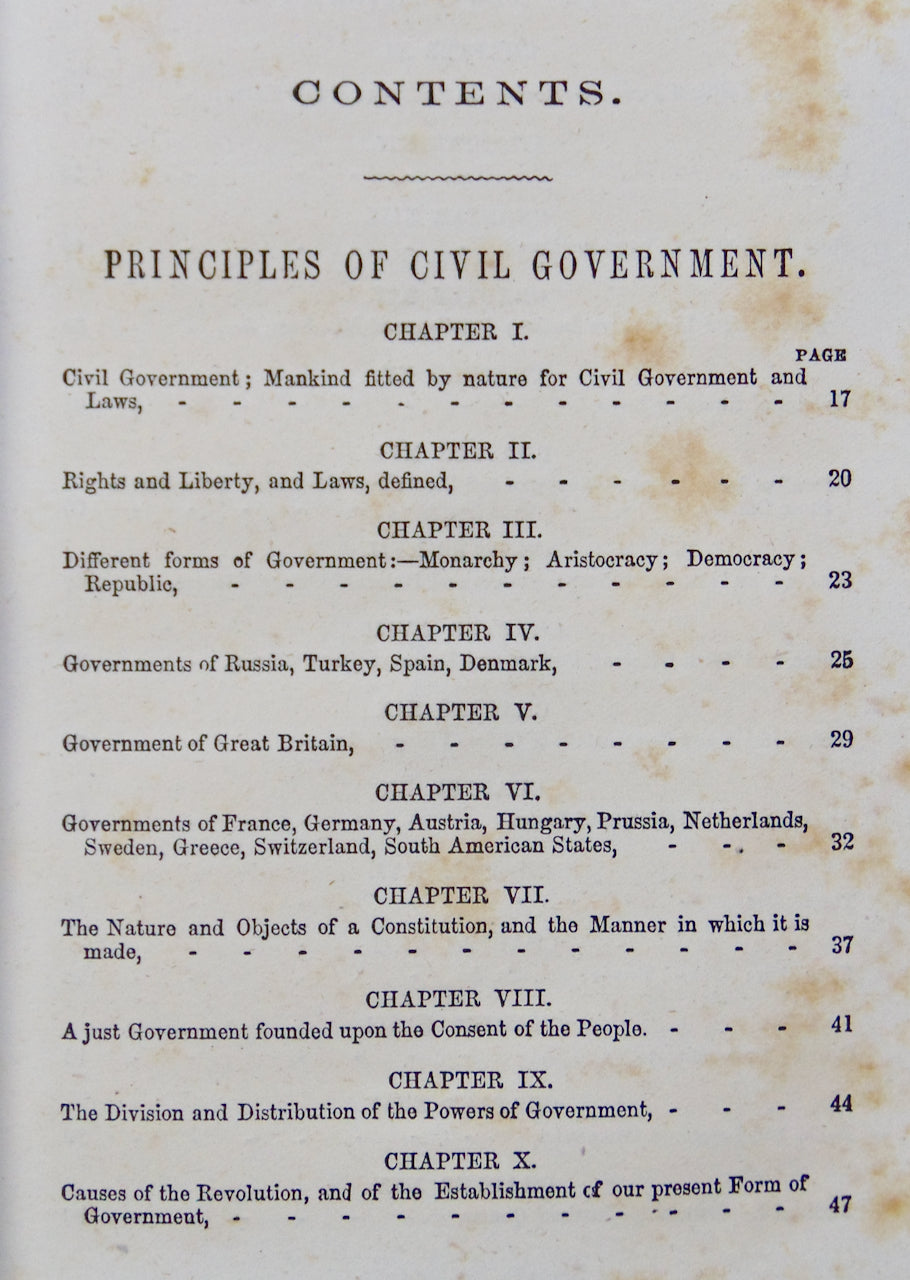 CONTENTS.
PRINCIPLES OF CIVIL GOVERNMENT.
CHAPTER I.
PAGE
Civil Government; Mankind fitted by nature for Civil Government and
Laws, - - - - - - - - - - - - 17
CHAPTER II.
Rights and Liberty, and Laws, defined, - - - - - - 20
CHAPTER III.
Different forms of Government:—Monarchy; Aristocracy; Democracy;
Republic, - - - - - - - - - - - 23
CHAPTER IV.
Governments of Russia, Turkey, Spain, Denmark, - - - - 25
CHAPTER V.
Government of Great Britain, - - - - - - - - 29
CHAPTER VI.
Governments of France, Germany, Austria, Hungary, Prussia, Netherlands,
Sweden, Greece, Switzerland, South American States, - - - 32
CHAPTER VII.
The Nature and Objects of a Constitution, and the Manner in which it is
made, - - - - - - - - - - - - 37
CHAPTER VIII.
A just Government founded upon the Consent of the People. - - - 41
CHAPTER IX.
The Division and Distribution of the Powers of Government, - - - 44
CHAPTER X.
Causes of the Revolution, and of the Establishment of our present Form of
Government, - - - - - - - - - - - 47